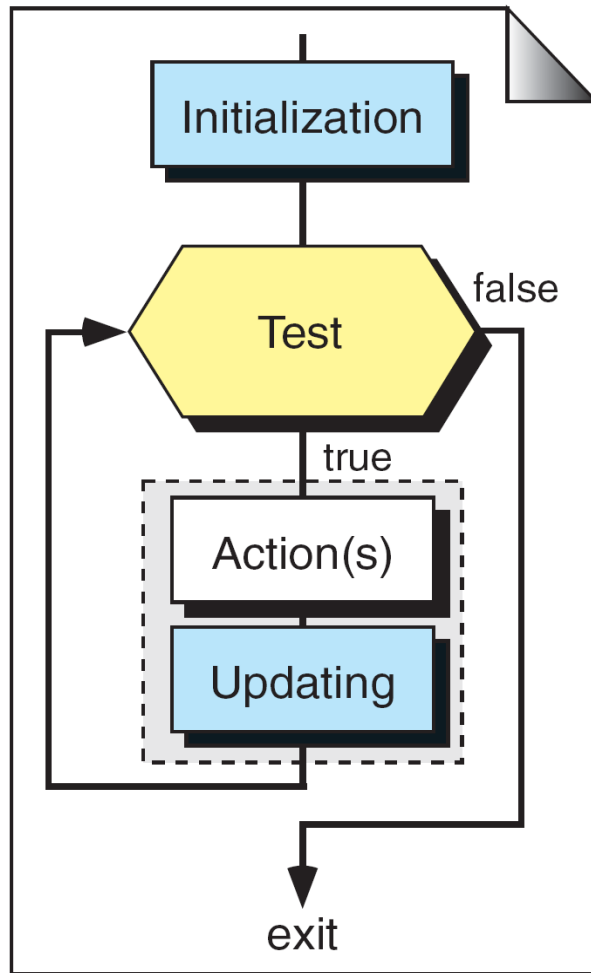 Initialization
false
Test
true
Action(s)
Updating
exit